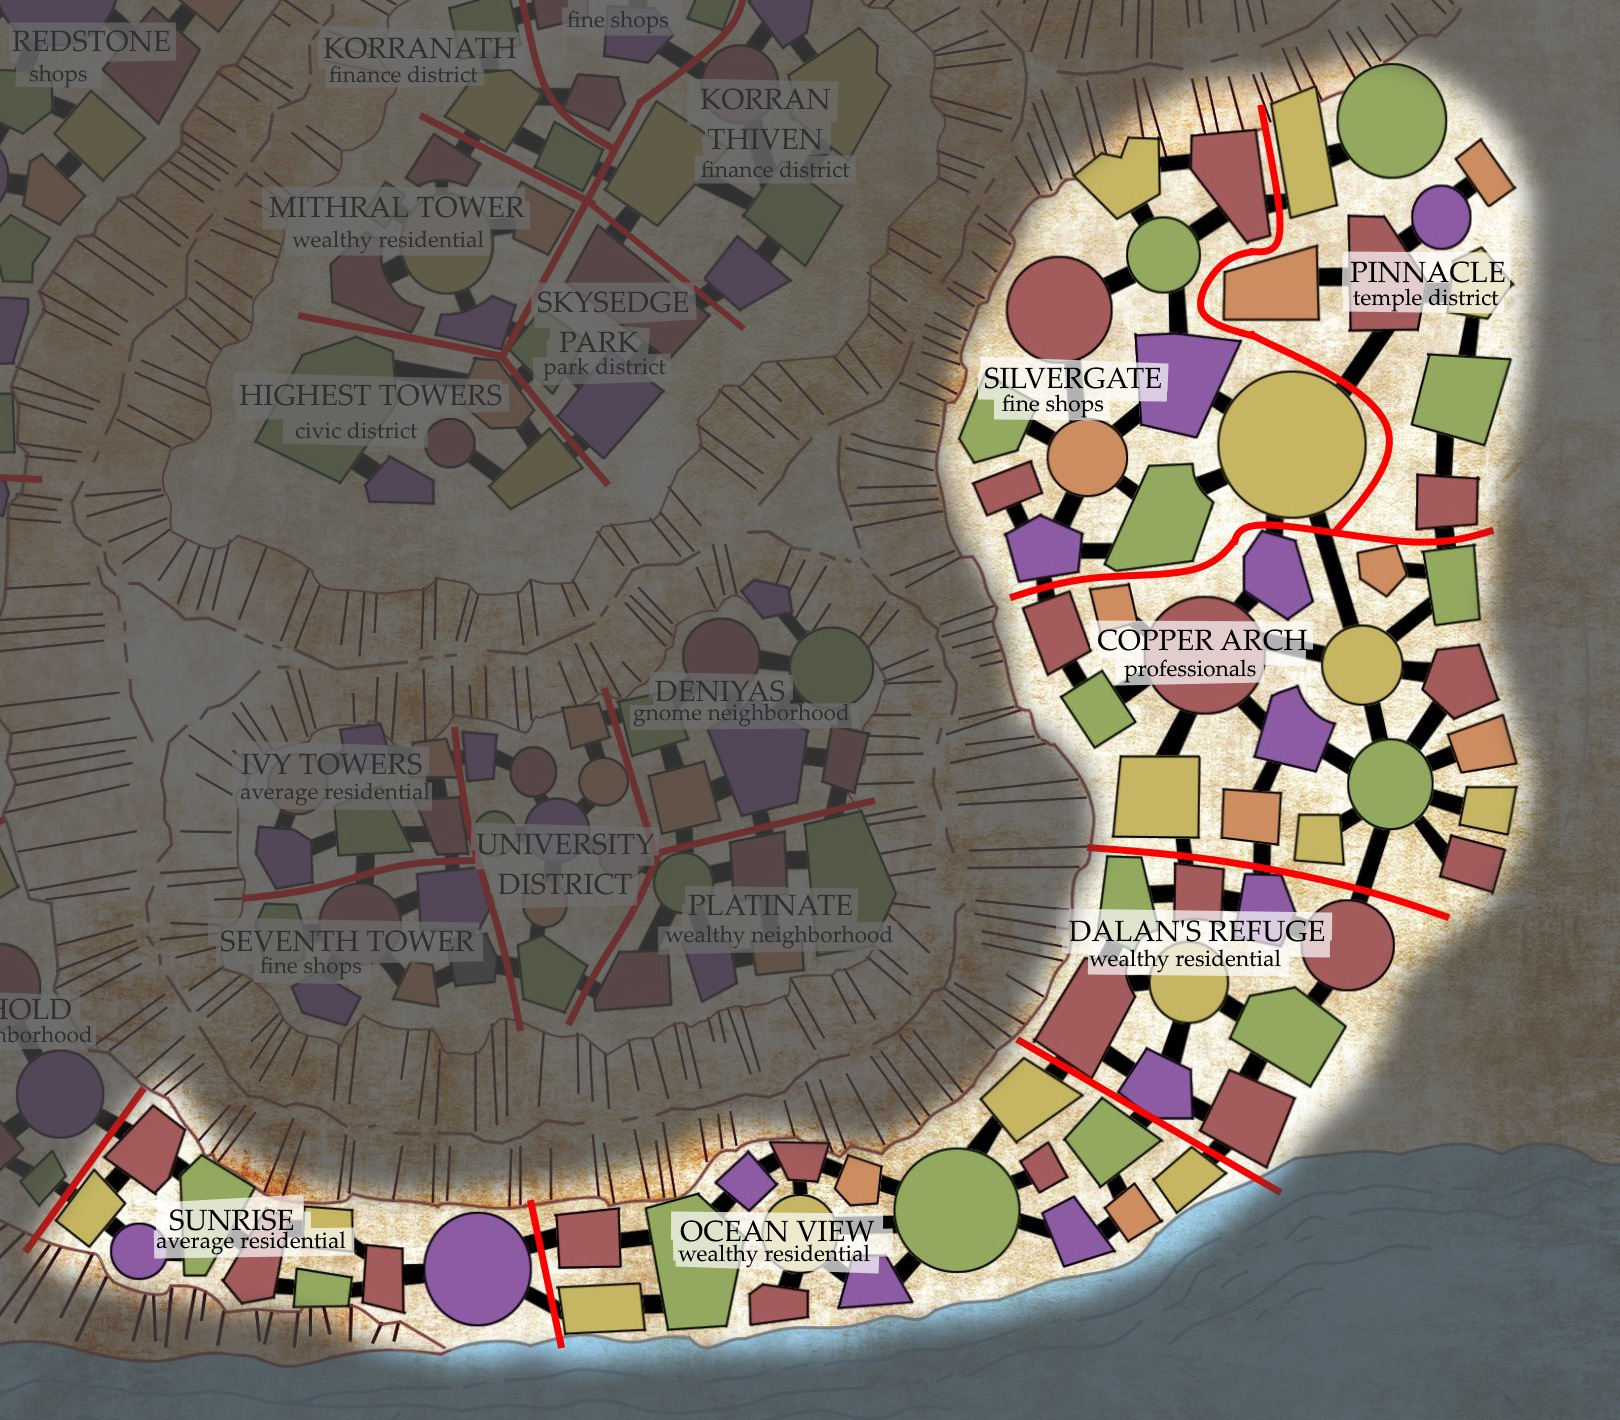 REDSTONE
shops
KORRANATH
finance district
fine shops
KORRAN
THIVEN
finance district
MITHRAL TOWER
wealthy residential
SKYSEDGE
PARK
park district
HIGHEST TOWERS
civic district
PINNACLE
temple district
SILVERGATE
fine shops
COPPER ARCH
professionals
DENIYAS
gnome neighborhood
IVY TOWERS
average residential
UNIVERSITY
DISTRICT
PLATINATE
wealthy neighborhood
SEVENTH TOWER
fine shops
DALAN'S REFUGE
wealthy residential
HOLD
nborhood
SUNRISE
average residential
OCEAN VIEW
wealthy residential